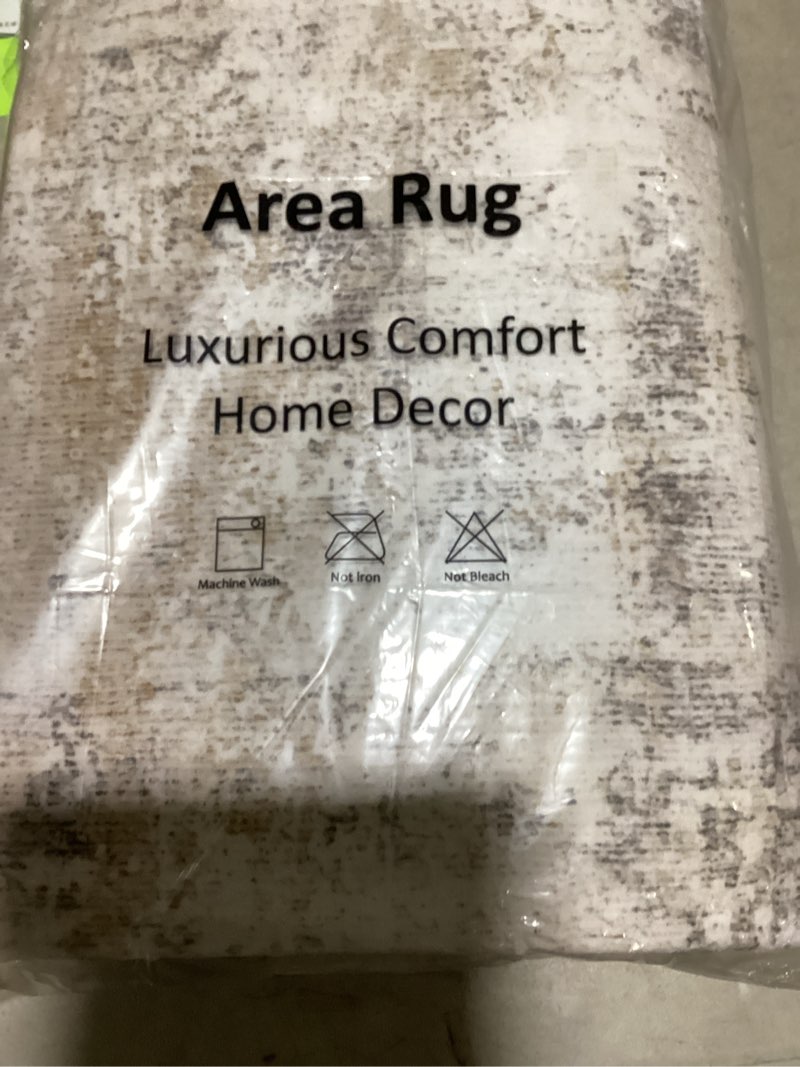 Area Rug
Luxurious Comfort
Home Decor
Machine Wash
Not Iron
Not Bleach